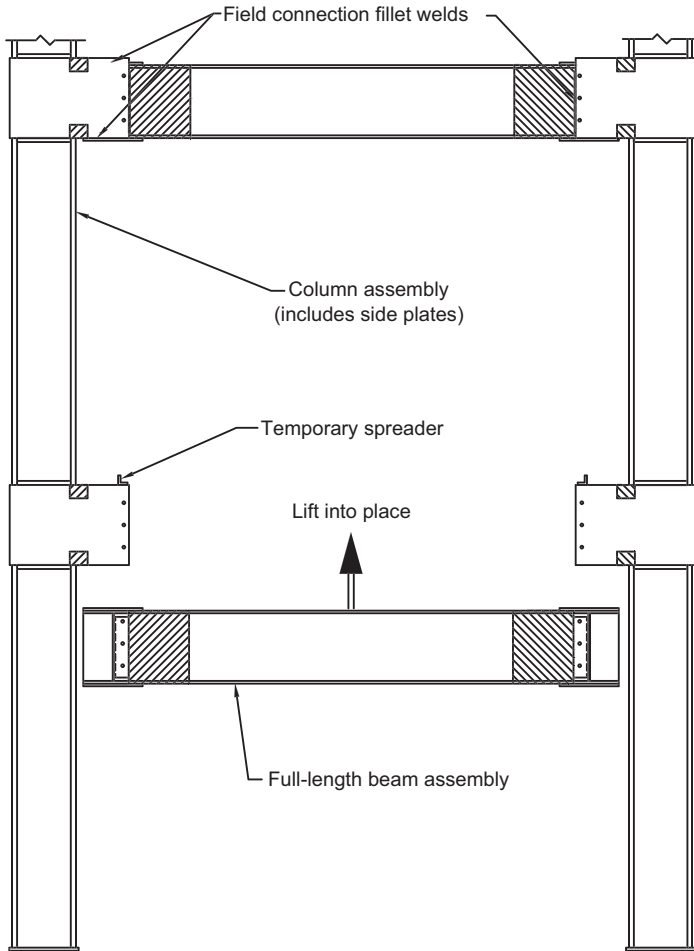 Field connection fillet welds
Column assembly
(includes side plates)
Temporary spreader
Lift into place
Full-length beam assembly